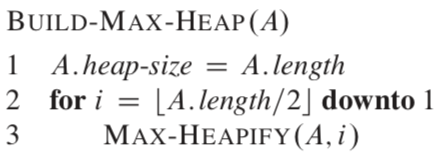 BUILD-MAX-HEAP(A)
1 A.heap-size = A.length
2 for i = ⌊A.length/2⌋ downto 1
3 MAX-HEAPIFY(A, i)